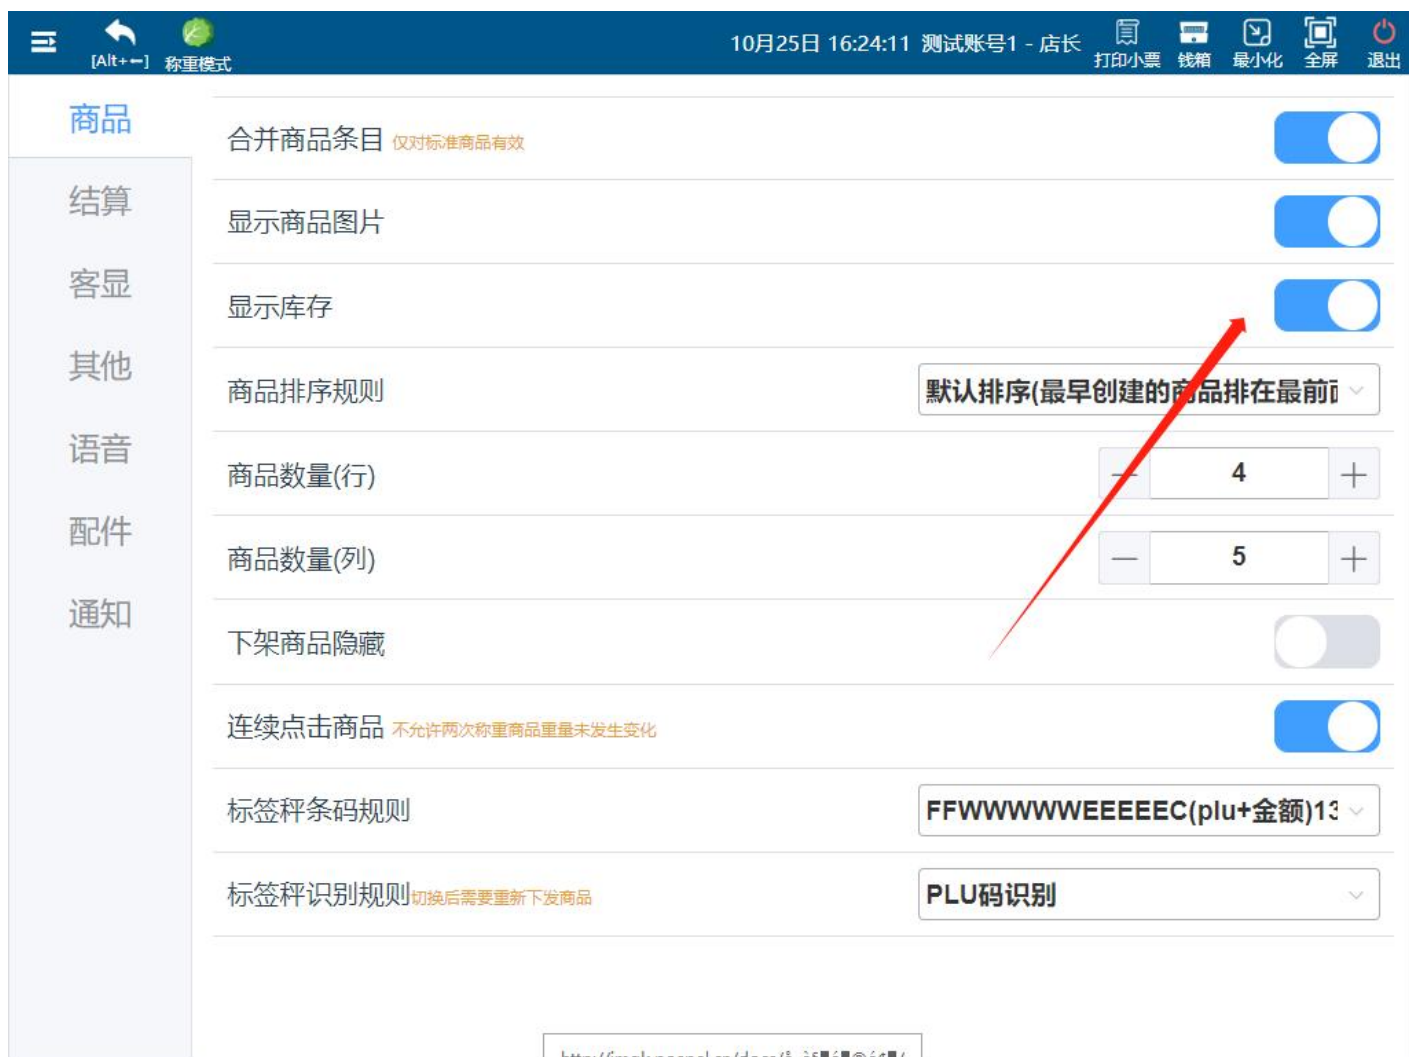 10月25日 16:24:11 测试账号1 - 店长
[Alt+←] 称重模式 打印小票 钱箱 最小化 全屏 退出
商品
结算
客显
其他
语音
配件
通知
合并商品条目 仅对标准商品有效
显示商品图片
显示库存
商品排序规则 默认排序(最早创建的商品排在最前
商品数量(行) 4
商品数量(列) 5
下架商品隐藏
连续点击商品 不允许两次称重商品重量未发生变化
标签秤条码规则 FFWWWWWEEEEEC(plu+金额)13
标签秤识别规则 切换后需要重新下发商品 PLU码识别